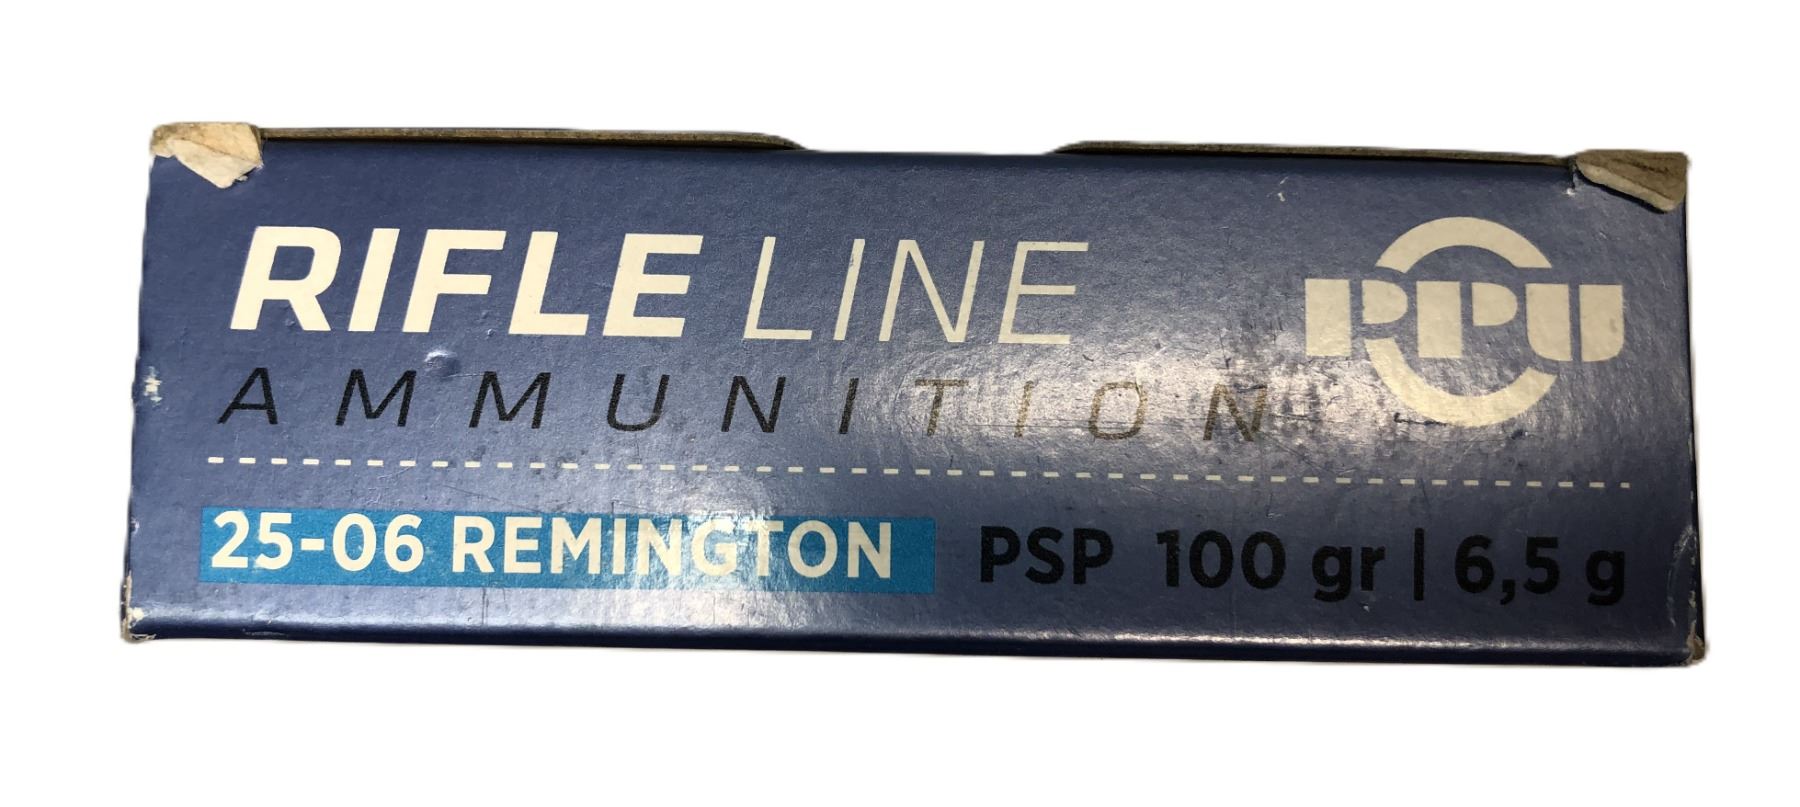 RIFLE LINE
PPU
AMMUNITION
25-06 REMINGTON PSP 100 gr | 6,5 g